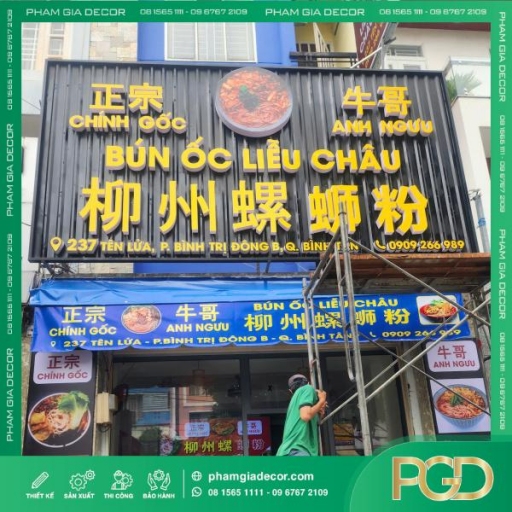 PHAM GIA DECOR 08 1565 1111 - 09 6767 2109 PHAM GIA DECOR 08 1565 1111 - 09 6767 2109
正宗
CHÍNH GỐC
牛哥
ANH NGƯU
BÚN ỐC LIỄU CHÂU
柳州螺蛳粉
237 TÊN LỬA, P. BÌNH TRỊ ĐÔNG B, Q. BÌNH TÂN 0909 266 989
正宗
CHÍNH GỐC
牛哥
ANH NGƯU
BÚN ỐC LIỄU CHÂU
柳州螺蛳粉
237 TÊN LỬA - P.BÌNH TRỊ ĐÔNG B - Q. BÌNH TÂN 0909 266 989
正宗
CHÍNH GỐC
柳州螺
牛哥
ANH NGƯU
THIẾT KẾ
SẢN XUẤT
THI CÔNG
BẢO HÀNH
phamgiadecor.com
08 1565 1111 - 09 6767 2109
PGD